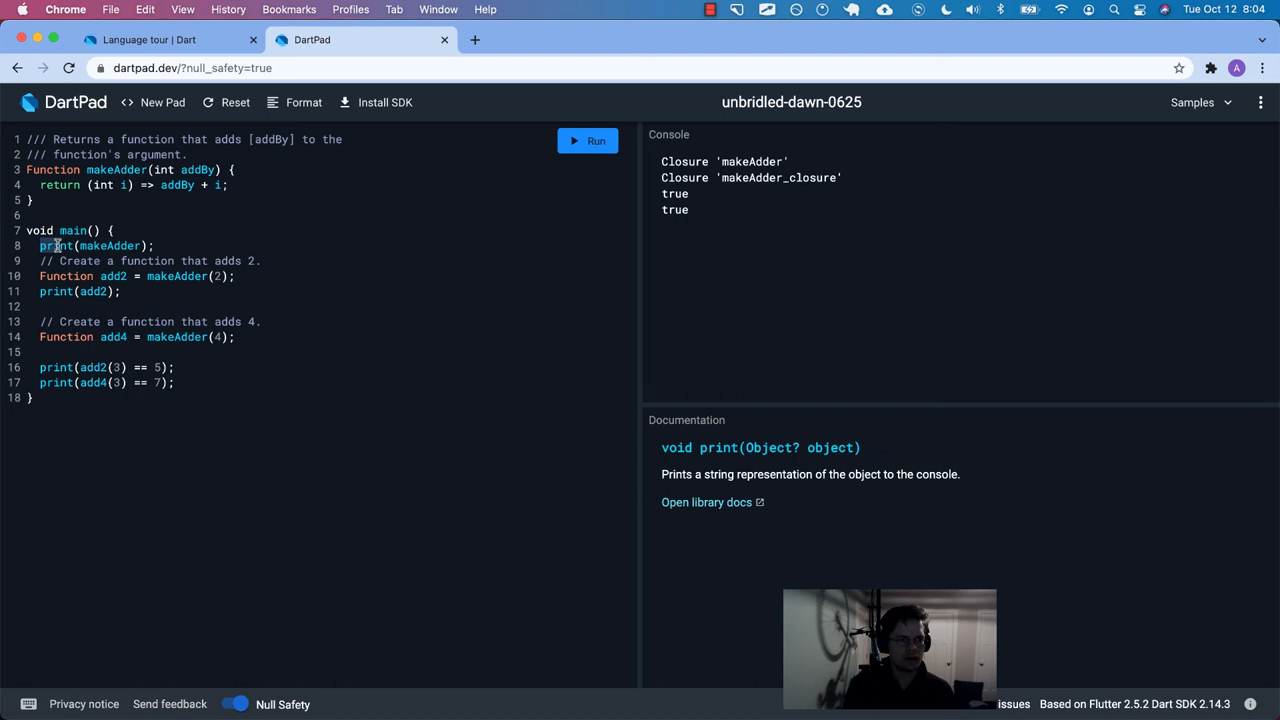 Chrome File Edit View History Bookmarks Profiles Tab Window Help Tue Oct 12 8:04
Language tour | Dart
DartPad
dartpad.dev/?null_safety=true
A
DartPad
<> New Pad
Reset
Format
Install SDK
unbridled-dawn-0625
Samples
1 /// Returns a function that adds [addBy] to the
2 /// function's argument.
3 Function makeAdder(int addBy) {
4 return (int i) => addBy + i;
5 }
6
7 void main() {
8 print(makeAdder);
9 // Create a function that adds 2.
10 Function add2 = makeAdder(2);
11 print(add2);
12
13 // Create a function that adds 4.
14 Function add4 = makeAdder(4);
15
16 print(add2(3) == 5);
17 print(add4(3) == 7);
18 }
Run
Console
Closure 'makeAdder'
Closure 'makeAdder_closure'
true
true
Documentation
void print(Object? object)
Prints a string representation of the object to the console.
Open library docs
Privacy notice
Send feedback
Null Safety
issues
Based on Flutter 2.5.2 Dart SDK 2.14.3